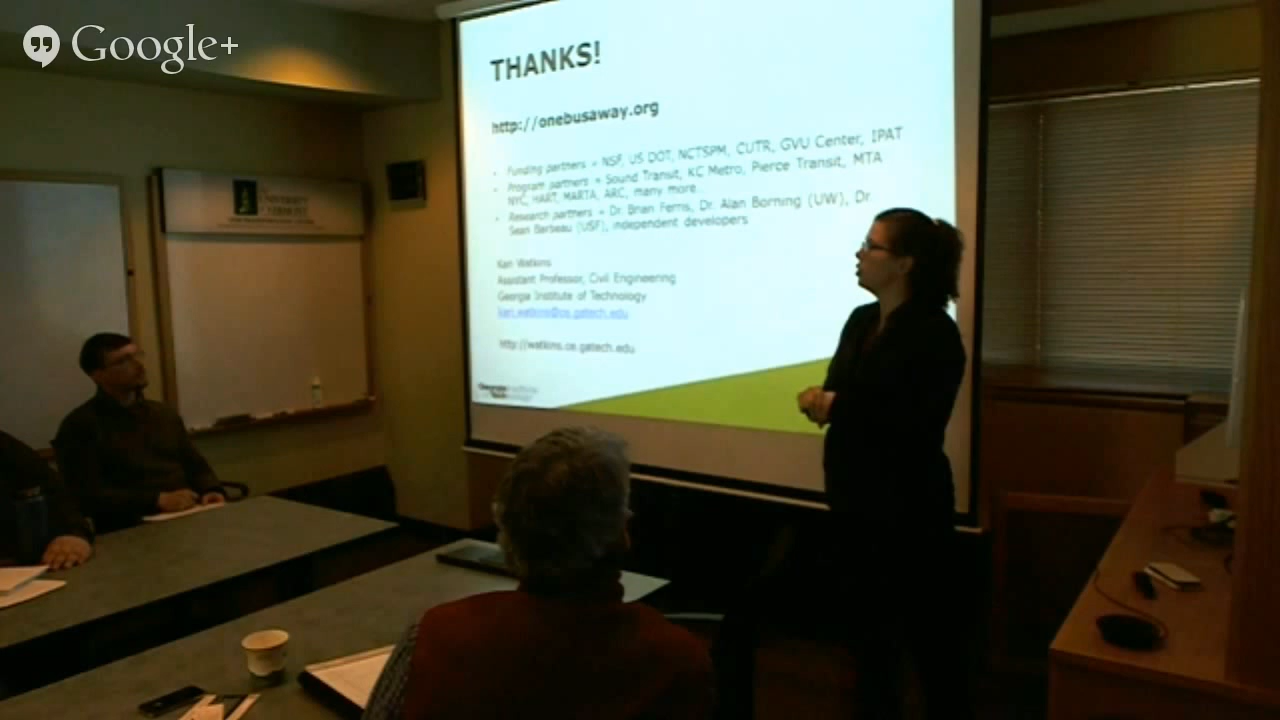 Google+
THANKS!
http://onebusaway.org
• Funding partners = NSF, US DOT, NCTSPM, CUTR, GVU Center, IPAT
• Program partners = Sound Transit, KC Metro, Pierce Transit, MTA
NYC, HART, MARTA, ARC, many more
• Research partners = Dr. Brian Ferris, Dr. Alan Borning (UW), Dr.
Sean Barbeau (USF), independent developers
Kari Watkins
Assistant Professor, Civil Engineering
Georgia Institute of Technology
kari.watkins@ce.gatech.edu
http://watkins.ce.gatech.edu
UNIVERSITY
of VERMONT